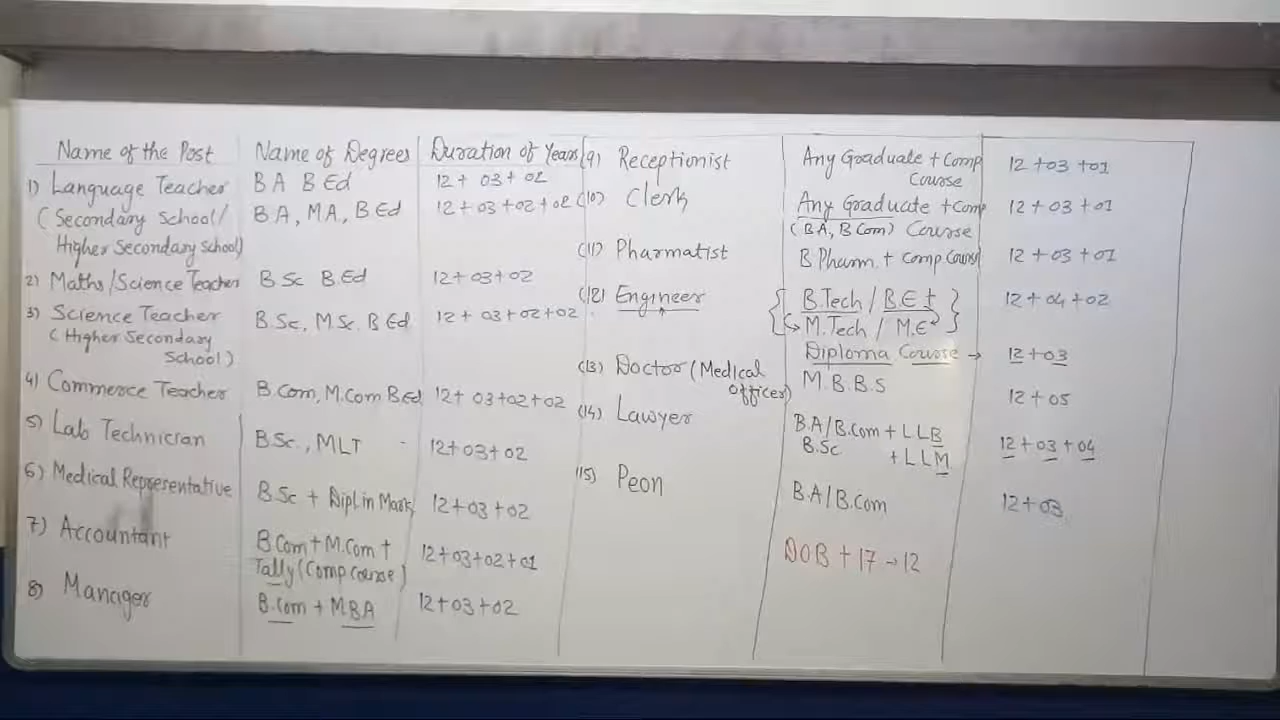 Name of the Post Name of Degrees Duration of Years
1) Language Teacher B A B Ed 12 + 03 + 02
(Secondary School/ B A, M A, B Ed 12 + 03 + 02 + 02
Higher Secondary School)
2) Maths/Science Teacher B Sc B Ed 12 + 03 + 02
3) Science Teacher B.Sc, M Sc. B Ed 12 + 03 + 02 + 02
(Higher Secondary
School)
4) Commerce Teacher B.Com, M.Com B Ed 12 + 03 + 02 + 02
5) Lab Technician B.Sc., MLT - 12 + 03 + 02
6) Medical Representative B.Sc + Dipl.in Mark 12 + 03 + 02
7) Accountant B.Com + M.Com + 12 + 03 + 02 + 01
Tally (Comp course)
8) Manager B.Com + MBA 12 + 03 + 02
(9) Receptionist Any Graduate + Comp 12 + 03 + 01
Course
(10) Clerk Any Graduate + Comp 12 + 03 + 01
(BA, B Com) Course
(11) Pharmatist B Pharm. + Comp Course 12 + 03 + 01
(12) Engineer { B.Tech / B.E + } 12 + 04 + 02
M.Tech / M.E
Diploma Course → 12 + 03
(13) Doctor (Medical M.B.B.S 12 + 05
Officer)
(14) Lawyer B.A/B.Com + LLB 12 + 03 + 04
B.Sc + LLM
(15) Peon B.A/B.Com 12 + 03
DOB + 17 → 12